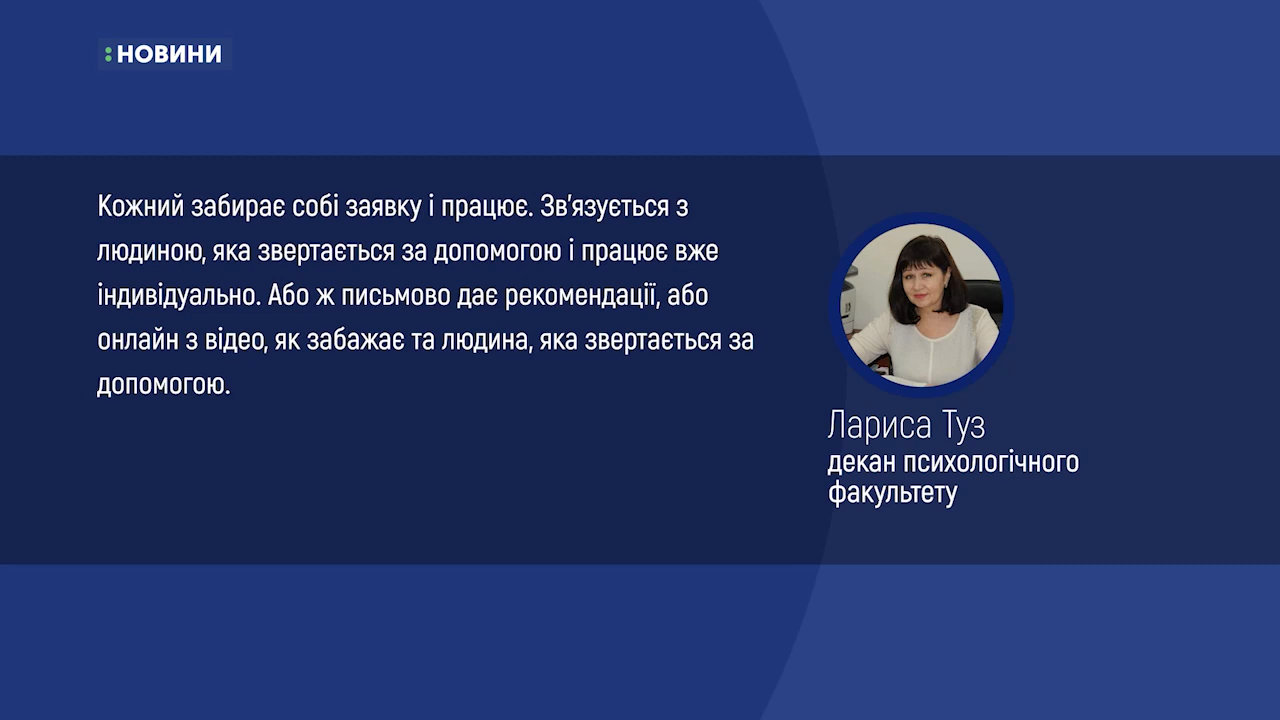 :НОВИНИ
Кожний забирає собі заявку і працює. Зв'язується з
людиною, яка звертається за допомогою і працює вже
індивідуально. Або ж письмово дає рекомендації, або
онлайн з відео, як забажає та людина, яка звертається за
допомогою.
Лариса Туз
декан психологічного
факультету